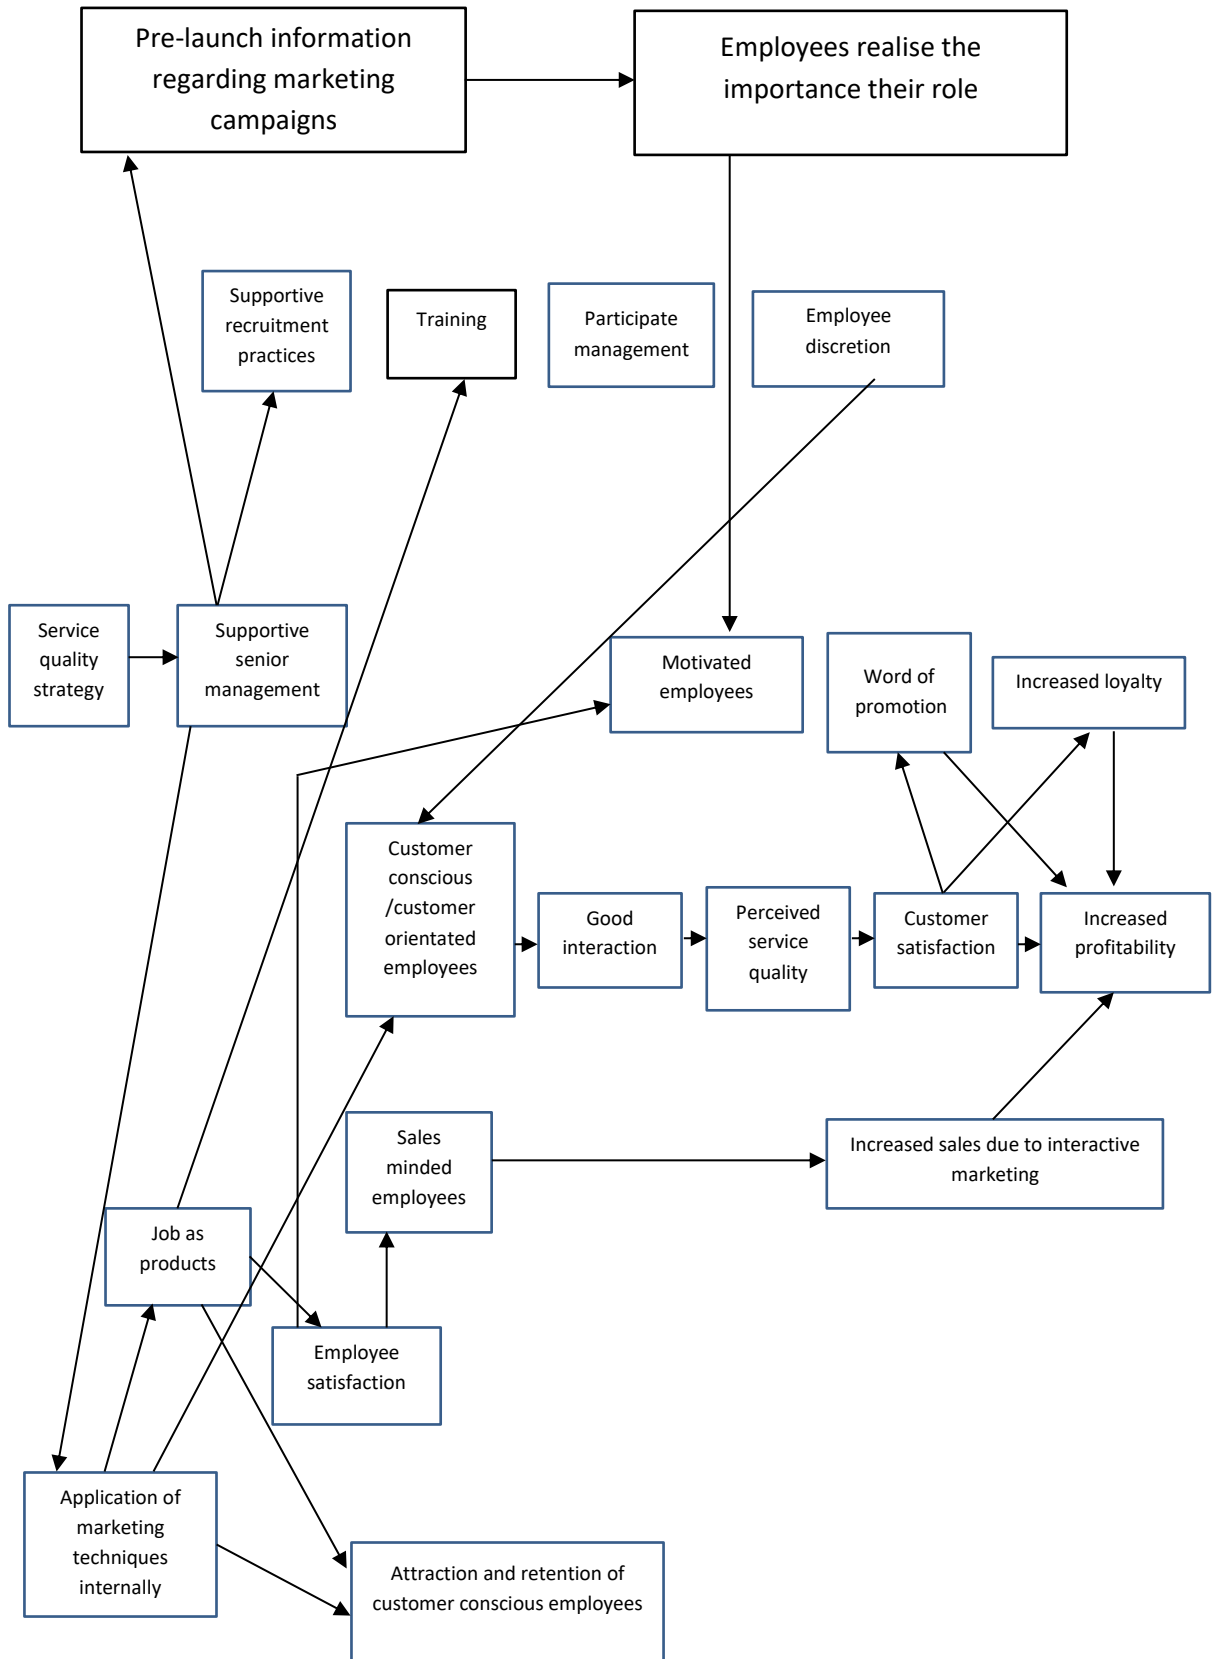 Pre-launch information
regarding marketing
campaigns
Employees realise the
importance their role
Supportive
recruitment
practices
Training
Participate
management
Employee
discretion
Service
quality
strategy
Supportive
senior
management
Motivated
employees
Word of
promotion
Increased loyalty
Customer
conscious
/customer
orientated
employees
Good
interaction
Perceived
service
quality
Customer
satisfaction
Increased
profitability
Sales
minded
employees
Increased sales due to interactive
marketing
Job as
products
Employee
satisfaction
Application of
marketing
techniques
internally
Attraction and retention of
customer conscious employees